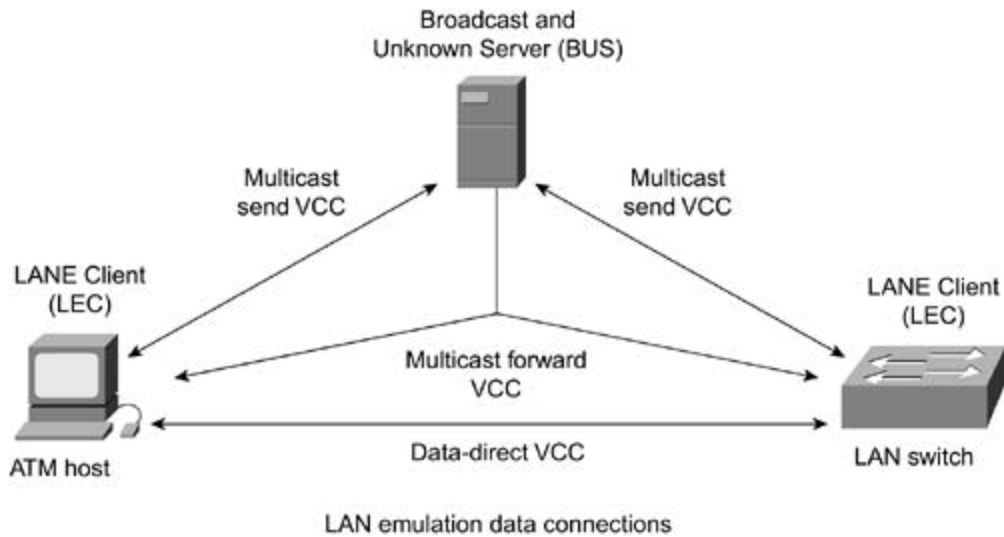 Broadcast and
Unknown Server (BUS)
Multicast
send VCC
Multicast
send VCC
LANE Client
(LEC)
LANE Client
(LEC)
Multicast forward
VCC
Data-direct VCC
ATM host
LAN switch
LAN emulation data connections